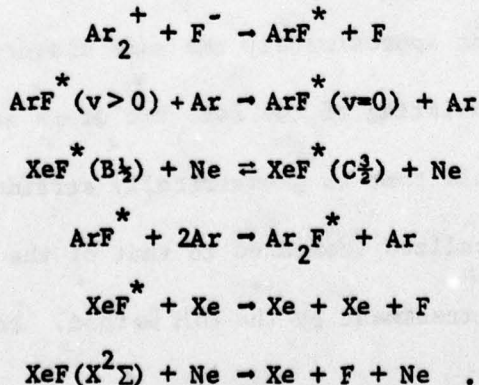 Ar₂⁺ + F⁻ → ArF* + F
ArF*(v>0) + Ar → ArF*(v=0) + Ar
XeF*(B½) + Ne ⇌ XeF*(C3/2) + Ne
ArF* + 2Ar → Ar₂F* + Ar
XeF* + Xe → Xe + Xe + F
XeF(X²Σ) + Ne → Xe + F + Ne .